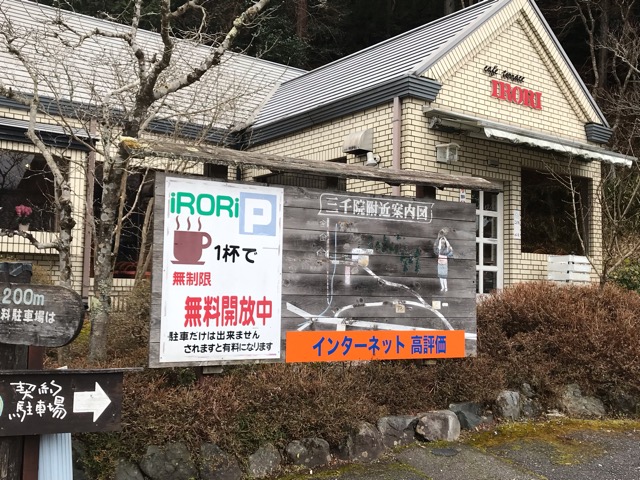 café terrace
IRORI
三千院附近案内図
iRORi P
1杯で
無制限
無料開放中
駐車だけは出来ません
されますと有料になります
インターネット 高評価
200m
料駐車場は
契約
駐車場